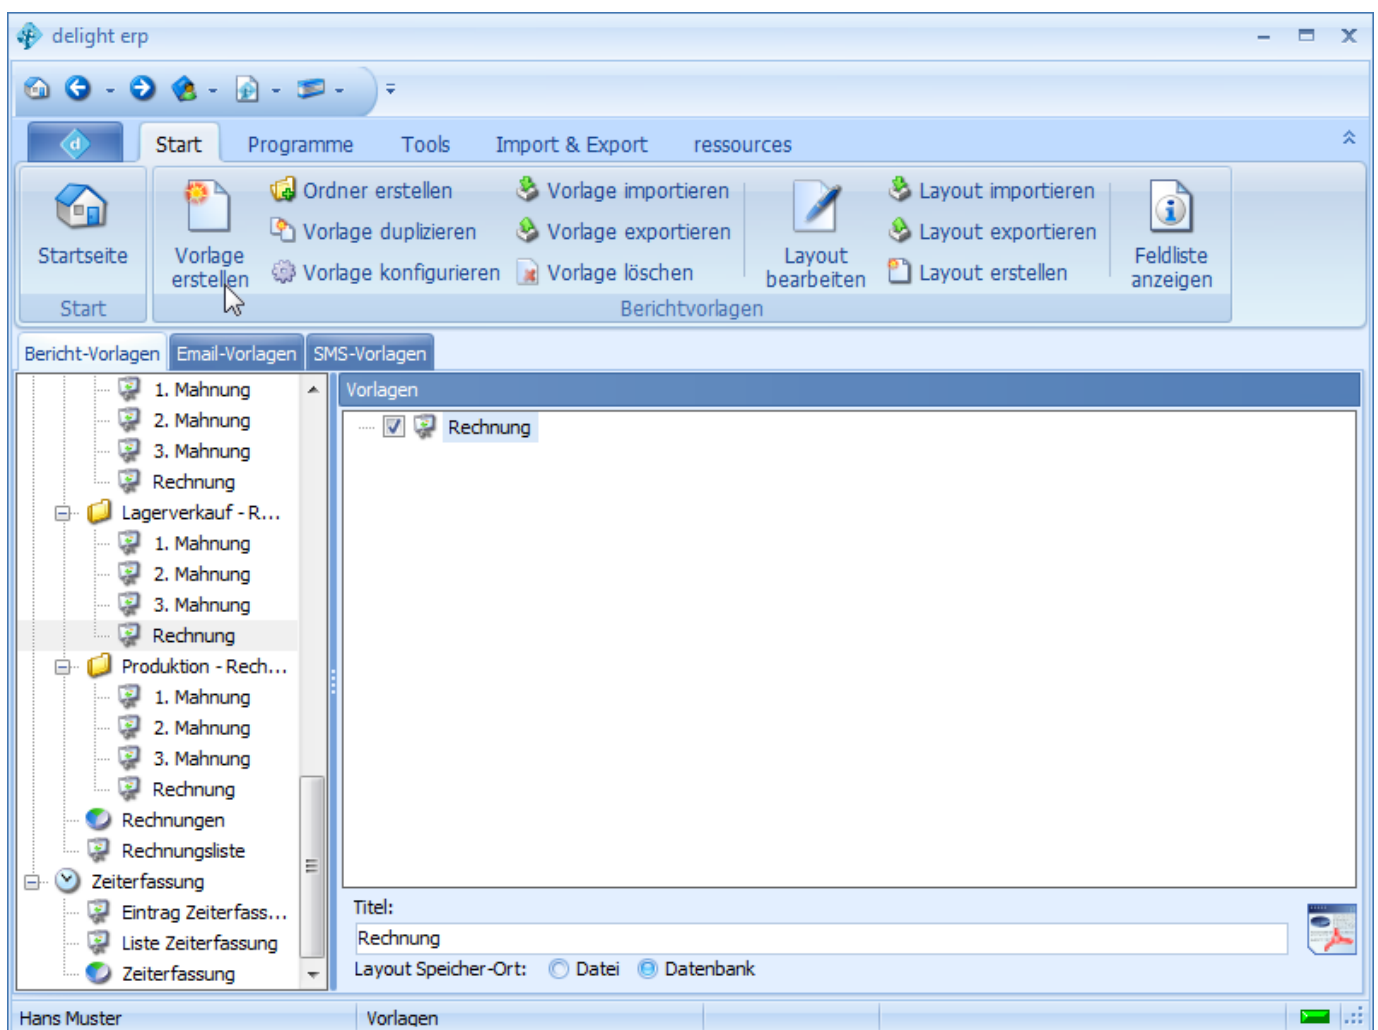 delight erp
Start Programme Tools Import & Export ressources
Startseite
Start
Vorlage
erstellen
Ordner erstellen
Vorlage duplizieren
Vorlage konfigurieren
Vorlage importieren
Vorlage exportieren
Vorlage löschen
Layout
bearbeiten
Layout importieren
Layout exportieren
Layout erstellen
Feldliste
anzeigen
Berichtvorlagen
Bericht-Vorlagen Email-Vorlagen SMS-Vorlagen
1. Mahnung
2. Mahnung
3. Mahnung
Rechnung
Lagerverkauf - R...
1. Mahnung
2. Mahnung
3. Mahnung
Rechnung
Produktion - Rech...
1. Mahnung
2. Mahnung
3. Mahnung
Rechnung
Rechnungen
Rechnungsliste
Zeiterfassung
Eintrag Zeiterfass...
Liste Zeiterfassung
Zeiterfassung
Vorlagen
Rechnung
Titel:
Rechnung
Layout Speicher-Ort: Datei Datenbank
Hans Muster Vorlagen